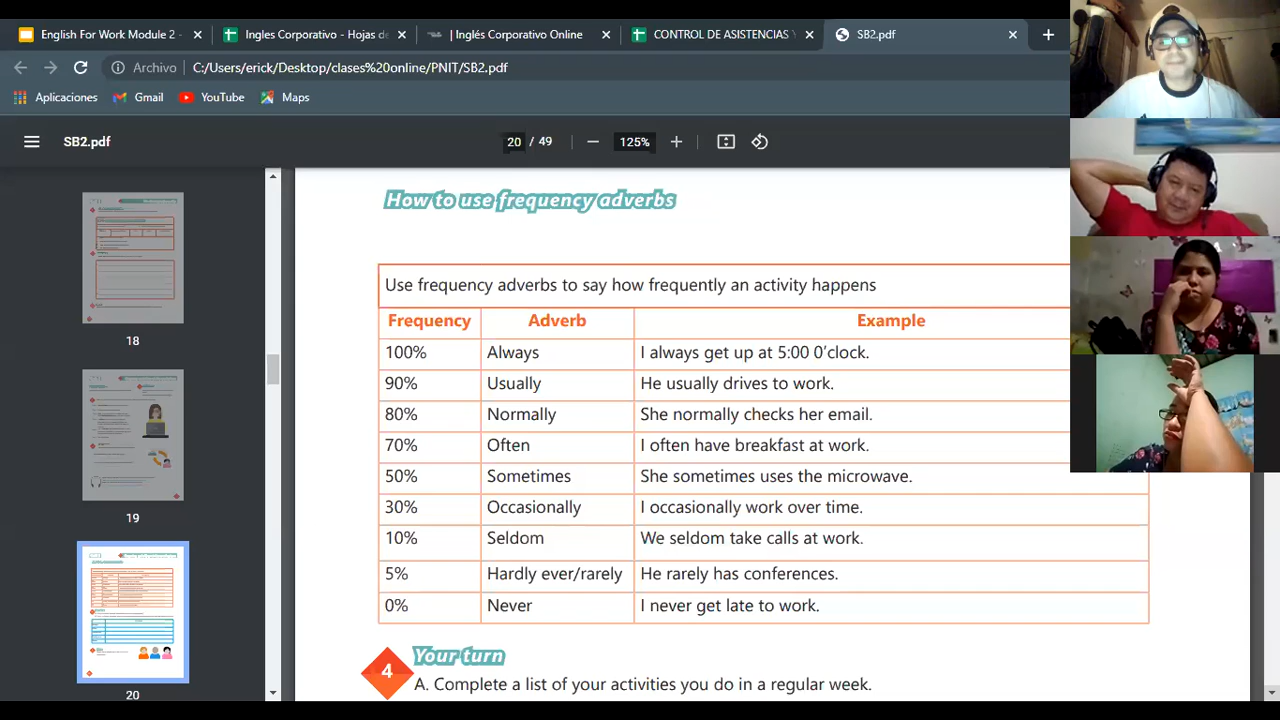 English For Work Module 2 -
Ingles Corporativo - Hojas de
| Inglés Corporativo Online
CONTROL DE ASISTENCIAS Y
SB2.pdf
Archivo C:/Users/erick/Desktop/clases%20online/PNIT/SB2.pdf
Aplicaciones Gmail YouTube Maps
SB2.pdf 20 / 49 125%
18
19
20
How to use frequency adverbs
Use frequency adverbs to say how frequently an activity happens
Frequency Adverb Example
100% Always I always get up at 5:00 0'clock.
90% Usually He usually drives to work.
80% Normally She normally checks her email.
70% Often I often have breakfast at work.
50% Sometimes She sometimes uses the microwave.
30% Occasionally I occasionally work over time.
10% Seldom We seldom take calls at work.
5% Hardly ever/rarely He rarely has conferences.
0% Never I never get late to work.
4 Your turn
A. Complete a list of your activities you do in a regular week.